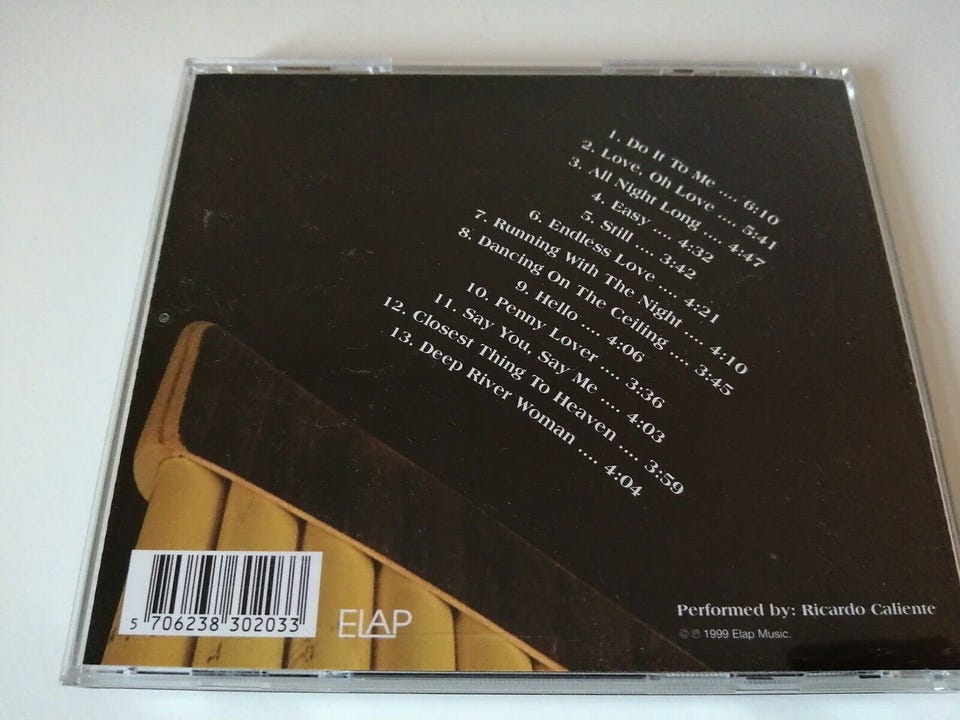 1. Do It To Me .... 6:10
2. Love, Oh Love .... 5:41
3. All Night Long .... 4:47
4. Easy .... 4:32
5. Still .... 3:42
6. Endless Love .... 4:21
7. Running With The Night .... 4:10
8. Dancing On The Ceiling .... 3:45
9. Hello .... 4:06
10. Penny Lover .... 3:36
11. Say You, Say Me .... 4:03
12. Closest Thing To Heaven .... 3:59
13. Deep River Woman .... 4:04
5 706238 302033
ELAP
Performed by: Ricardo Caliente
© ℗ 1999 Elap Music.